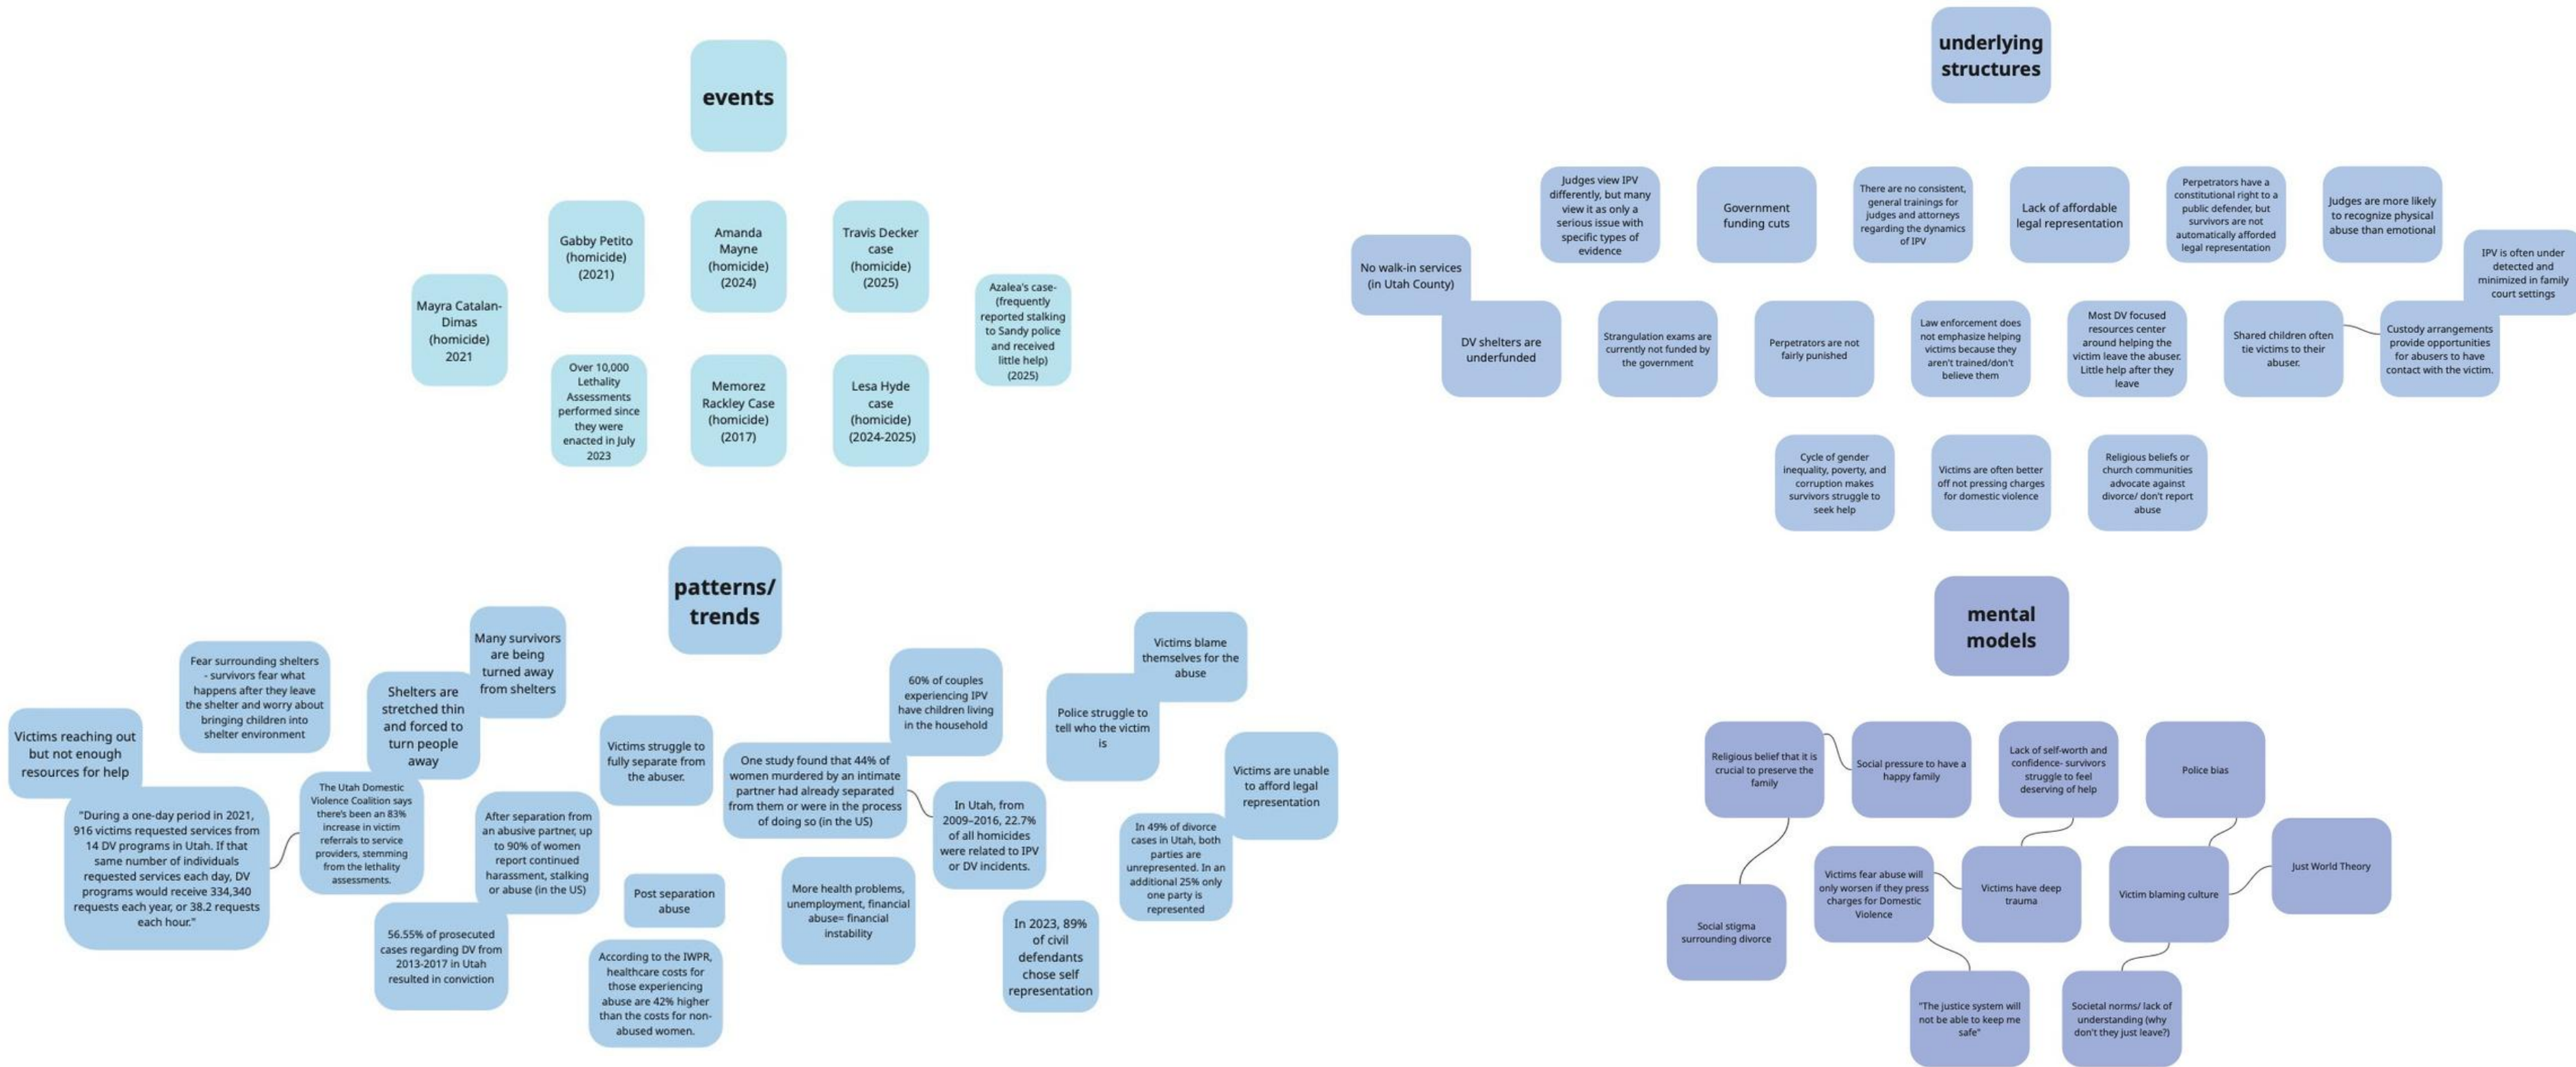 events
Gabby Petito
(homicide)
(2021)
Amanda
Mayne
(homicide)
(2024)
Travis Decker
case
(homicide)
(2025)
Mayra Catalan-
Dimas
(homicide)
2021
Azalea's case-
(frequently
reported stalking
to Sandy police
and received
little help)
(2025)
Over 10,000
Lethality
Assessments
performed since
they were
enacted in July
2023
Memorez
Rackley Case
(homicide)
(2017)
Lesa Hyde
case
(homicide)
(2024-2025)
patterns/
trends
Many survivors
are being
turned away
from shelters
Fear surrounding shelters
- survivors fear what
happens after they leave
the shelter and worry about
bringing children into
shelter environment
Shelters are
stretched thin
and forced to
turn people
away
Victims reaching out
but not enough
resources for help
"During a one-day period in 2021,
916 victims requested services from
14 DV programs in Utah. If that
same number of individuals
requested services each day, DV
programs would receive 334,340
requests each year, or 38.2 requests
each hour."
The Utah Domestic
Violence Coalition says
there's been an 83%
increase in victim
referrals to service
providers, stemming
from the lethality
assessments.
After separation from
an abusive partner, up
to 90% of women
report continued
harassment, stalking
or abuse (in the US)
56.55% of prosecuted
cases regarding DV from
2013-2017 in Utah
resulted in conviction
Victims struggle to
fully separate from
the abuser.
Post separation
abuse
According to the IWPR,
healthcare costs for
those experiencing
abuse are 42% higher
than the costs for non-
abused women.
60% of couples
experiencing IPV
have children living
in the household
One study found that 44% of
women murdered by an intimate
partner had already separated
from them or were in the process
of doing so (in the US)
In Utah, from
2009–2016, 22.7%
of all homicides
were related to IPV
or DV incidents.
More health problems,
unemployment, financial
abuse= financial
instability
In 2023, 89%
of civil
defendants
chose self
representation
Victims blame
themselves for the
abuse
Police struggle to
tell who the victim
is
Victims are unable
to afford legal
representation
In 49% of divorce
cases in Utah, both
parties are
unrepresented. In an
additional 25% only
one party is
represented
underlying
structures
Judges view IPV
differently, but many
view it as only a
serious issue with
specific types of
evidence
Government
funding cuts
There are no consistent,
general trainings for
judges and attorneys
regarding the dynamics
of IPV
Lack of affordable
legal representation
Perpetrators have a
constitutional right to a
public defender, but
survivors are not
automatically afforded
legal representation
Judges are more likely
to recognize physical
abuse than emotional
IPV is often under
detected and
minimized in family
court settings
No walk-in services
(in Utah County)
DV shelters are
underfunded
Strangulation exams are
currently not funded by
the government
Perpetrators are not
fairly punished
Law enforcement does
not emphasize helping
victims because they
aren't trained/don't
believe them
Most DV focused
resources center
around helping the
victim leave the abuser.
Little help after they
leave
Shared children often
tie victims to their
abuser.
Custody arrangements
provide opportunities
for abusers to have
contact with the victim.
Cycle of gender
inequality, poverty, and
corruption makes
survivors struggle to
seek help
Victims are often better
off not pressing charges
for domestic violence
Religious beliefs or
church communities
advocate against
divorce/ don't report
abuse
mental
models
Religious belief that it is
crucial to preserve the
family
Social pressure to have a
happy family
Lack of self-worth and
confidence- survivors
struggle to feel
deserving of help
Police bias
Social stigma
surrounding divorce
Victims fear abuse will
only worsen if they press
charges for Domestic
Violence
Victims have deep
trauma
Victim blaming culture
Just World Theory
"The justice system will
not be able to keep me
safe"
Societal norms/ lack of
understanding (why
don't they just leave?)